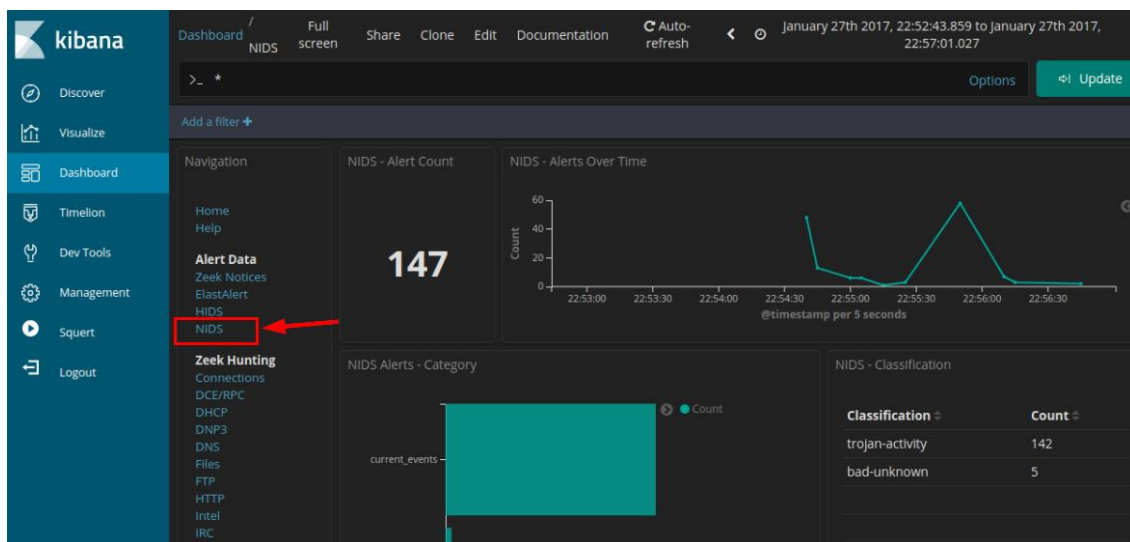 kibana
Discover
Visualize
Dashboard
Timelion
Dev Tools
Management
Squert
Logout
Dashboard / NIDS
Full screen
Share
Clone
Edit
Documentation
Auto-refresh
January 27th 2017, 22:52:43.859 to January 27th 2017, 22:57:01.027
>_ *
Options
Update
Add a filter +
Navigation
Home
Help
Alert Data
Zeek Notices
ElastAlert
HIDS
NIDS
Zeek Hunting
Connections
DCE/RPC
DHCP
DNP3
DNS
Files
FTP
HTTP
Intel
IRC
NIDS - Alert Count
147
NIDS - Alerts Over Time
Count
60
40
20
0
22:53:00 22:53:30 22:54:00 22:54:30 22:55:00 22:55:30 22:56:00 22:56:30
@timestamp per 5 seconds
NIDS Alerts - Category
Count
current_events
NIDS - Classification
Classification Count
trojan-activity 142
bad-unknown 5